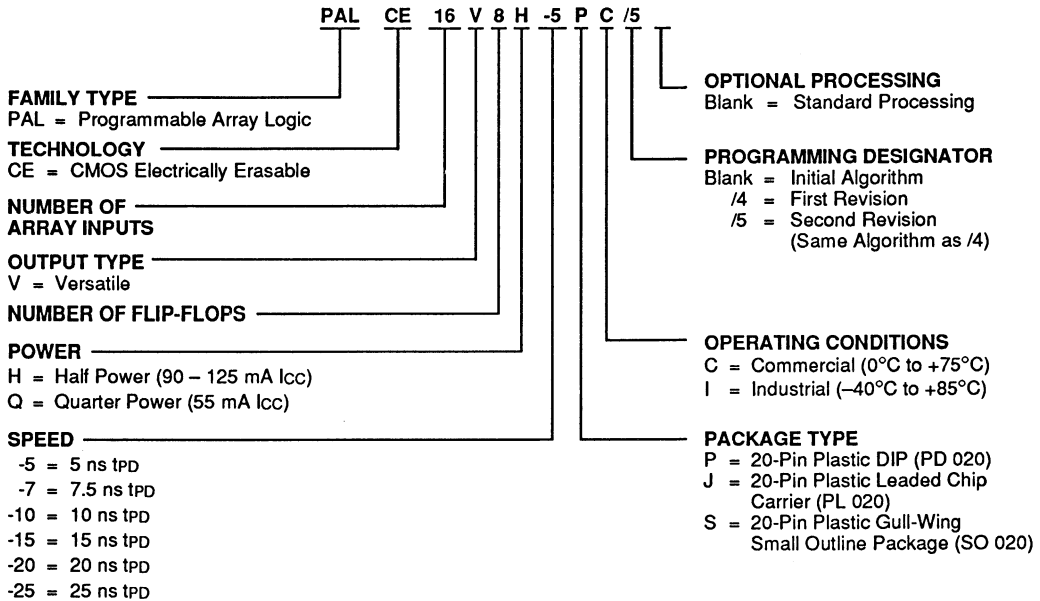 PAL CE 16 V 8 H -5 P C /5
FAMILY TYPE
PAL = Programmable Array Logic
TECHNOLOGY
CE = CMOS Electrically Erasable
NUMBER OF
ARRAY INPUTS
OUTPUT TYPE
V = Versatile
NUMBER OF FLIP-FLOPS
POWER
H = Half Power (90 – 125 mA ICC)
Q = Quarter Power (55 mA ICC)
SPEED
-5 = 5 ns tPD
-7 = 7.5 ns tPD
-10 = 10 ns tPD
-15 = 15 ns tPD
-20 = 20 ns tPD
-25 = 25 ns tPD
OPTIONAL PROCESSING
Blank = Standard Processing
PROGRAMMING DESIGNATOR
Blank = Initial Algorithm
/4 = First Revision
/5 = Second Revision
(Same Algorithm as /4)
OPERATING CONDITIONS
C = Commercial (0°C to +75°C)
I = Industrial (–40°C to +85°C)
PACKAGE TYPE
P = 20-Pin Plastic DIP (PD 020)
J = 20-Pin Plastic Leaded Chip
Carrier (PL 020)
S = 20-Pin Plastic Gull-Wing
Small Outline Package (SO 020)